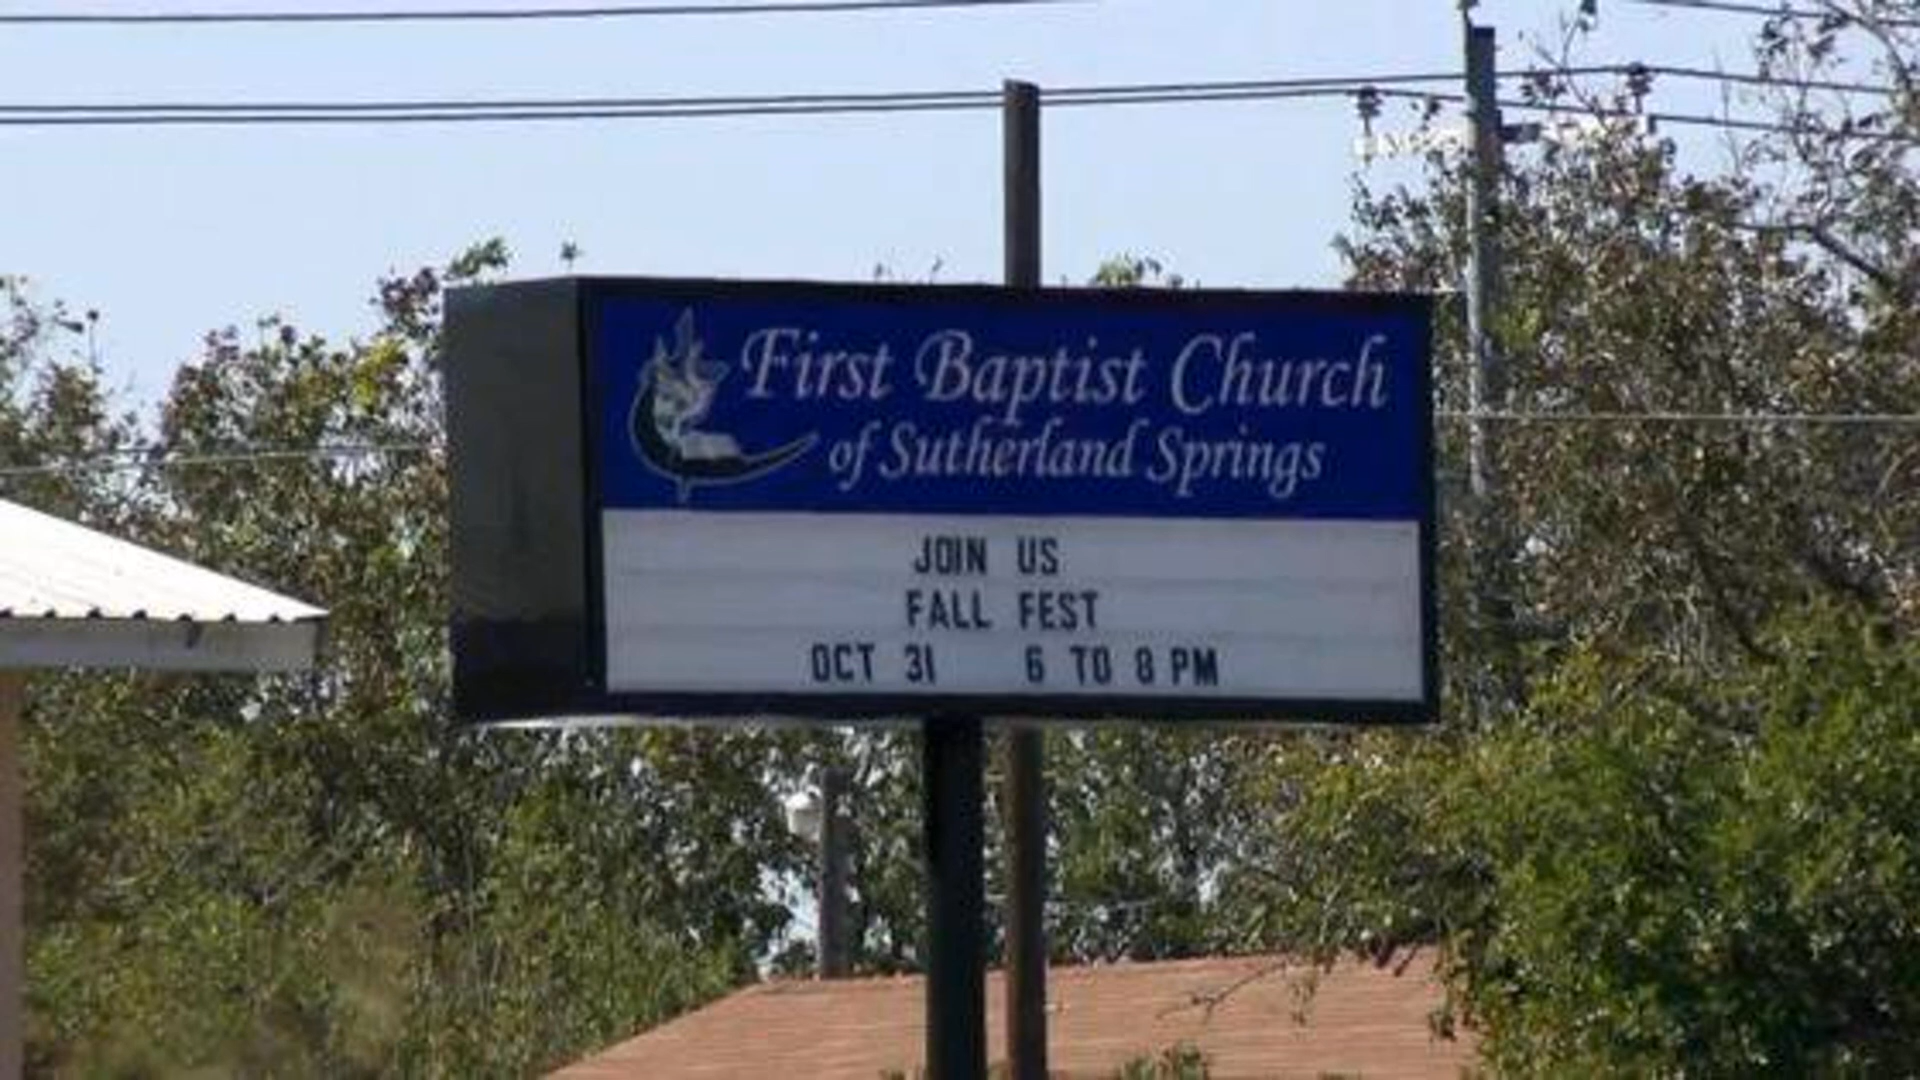 First Baptist Church
of Sutherland Springs
JOIN US
FALL FEST
OCT 31 6 TO 8 PM